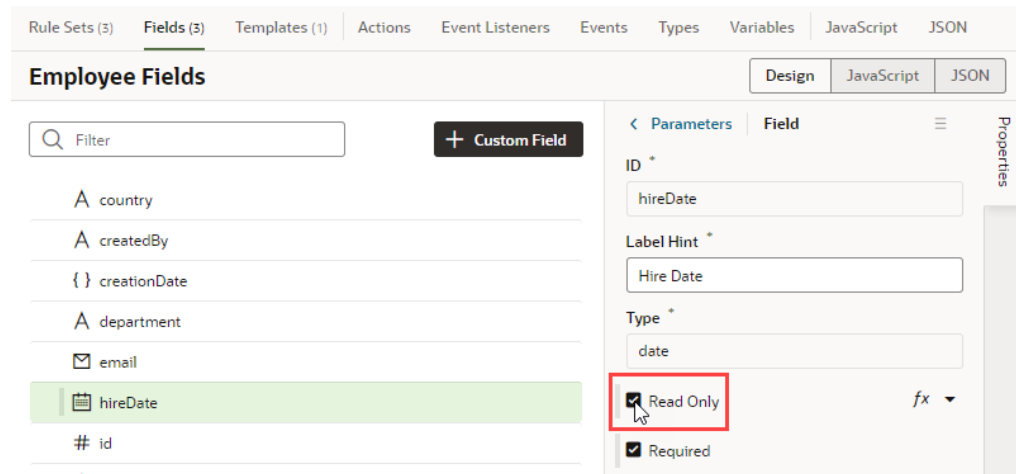 Rule Sets (3) Fields (3) Templates (1) Actions Event Listeners Events Types Variables JavaScript JSON
Employee Fields
Design JavaScript JSON
Filter
+ Custom Field
A country
A createdBy
{ } creationDate
A department
email
hireDate
# id
< Parameters Field
ID *
hireDate
Label Hint *
Hire Date
Type *
date
Read Only
fx
Required
Properties